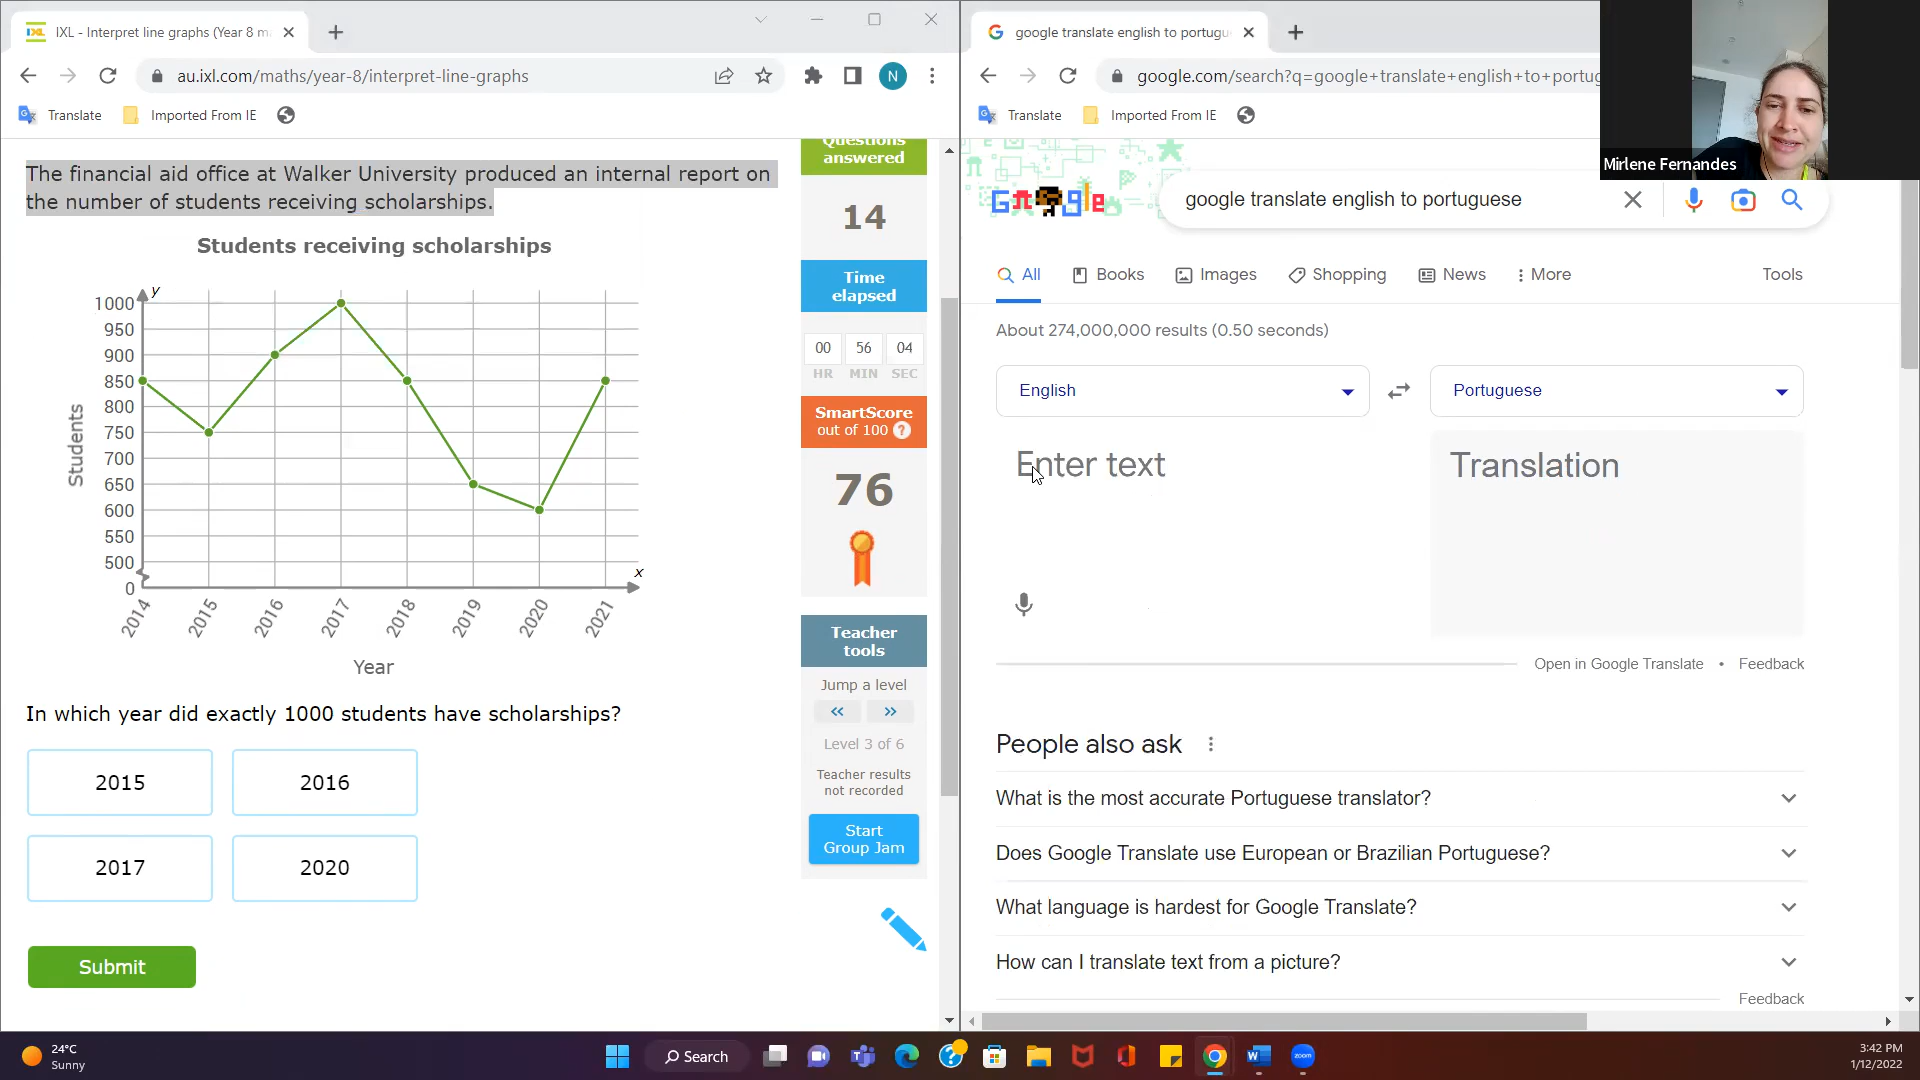 IXL - Interpret line graphs (Year 8 m
au.ixl.com/maths/year-8/interpret-line-graphs
N
Translate
Imported From IE
The financial aid office at Walker University produced an internal report on
the number of students receiving scholarships.
Students receiving scholarships
y
1000
950
900
850
800
750
700
650
600
550
500
0
x
Students
2014
2015
2016
2017
2018
2019
2020
2021
Year
In which year did exactly 1000 students have scholarships?
2015
2016
2017
2020
Submit
Questions
answered
14
Time
elapsed
00
56
04
HR
MIN
SEC
SmartScore
out of 100 ?
76
Teacher
tools
Jump a level
«
»
Level 3 of 6
Teacher results
not recorded
Start
Group Jam
google translate english to portugu
google.com/search?q=google+translate+english+to+portug
Translate
Imported From IE
Mirlene Fernandes
google translate english to portuguese
All
Books
Images
Shopping
News
More
Tools
About 274,000,000 results (0.50 seconds)
English
Portuguese
Enter text
Translation
Open in Google Translate • Feedback
People also ask
What is the most accurate Portuguese translator?
Does Google Translate use European or Brazilian Portuguese?
What language is hardest for Google Translate?
How can I translate text from a picture?
Feedback
24°C
Sunny
Search
zoom
3:42 PM
1/12/2022